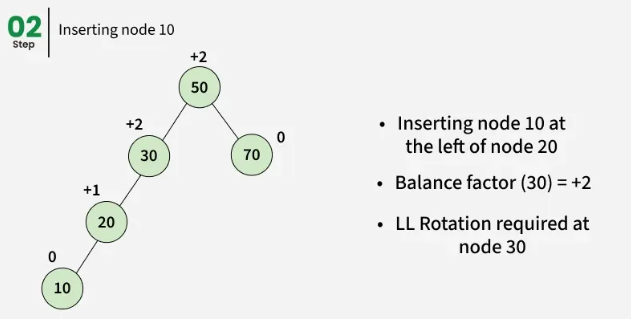 02
Step
Inserting node 10
+2
50
+2
30
70
0
+1
20
0
10
• Inserting node 10 at
the left of node 20
• Balance factor (30) = +2
• LL Rotation required at
node 30